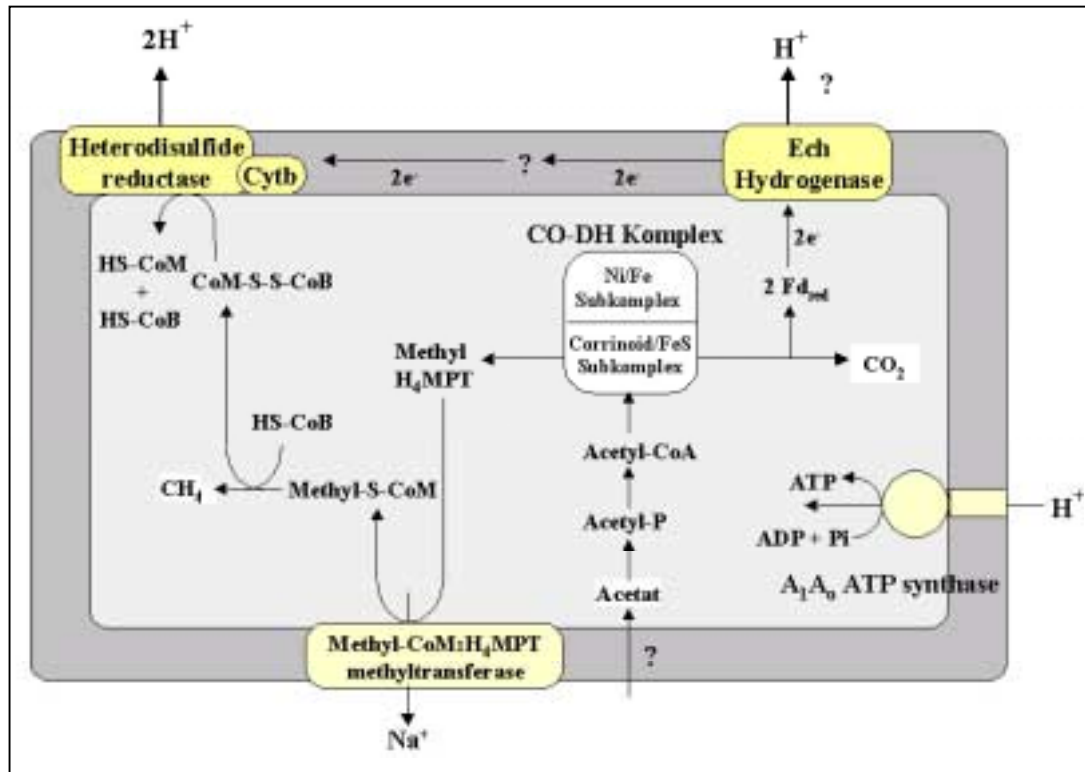 2H⁺
H⁺
?
Heterodisulfide
reductase
Cytb
2e⁻
?
2e⁻
Ech
Hydrogenase
2e⁻
2 Fd_red
CO-DH Komplex
Ni/Fe
Subkomplex
Corrinoid/FeS
Subkomplex
CO₂
HS-CoM
+
HS-CoB
CoM-S-S-CoB
Methyl
H₄MPT
HS-CoB
CH₄
Methyl-S-CoM
Acetyl-CoA
Acetyl-P
Acetat
?
ATP
ADP + Pi
H⁺
A₁A₀ ATP synthase
Methyl-CoM:H₄MPT
methyltransferase
Na⁺